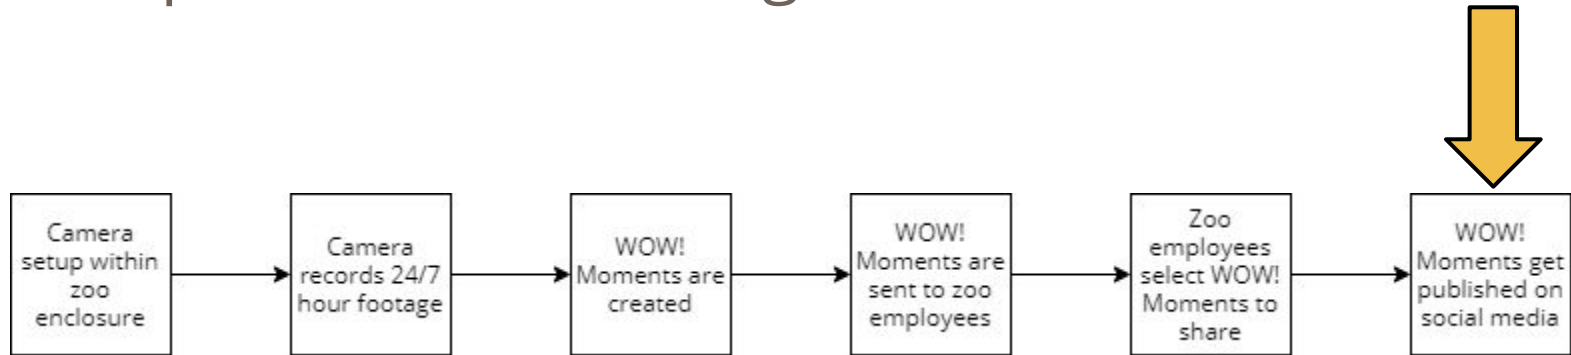 Camera
setup within
zoo
enclosure
Camera
records 24/7
hour footage
WOW!
Moments are
created
WOW!
Moments are
sent to zoo
employees
Zoo
employees
select WOW!
Moments to
share
WOW!
Moments get
published on
social media